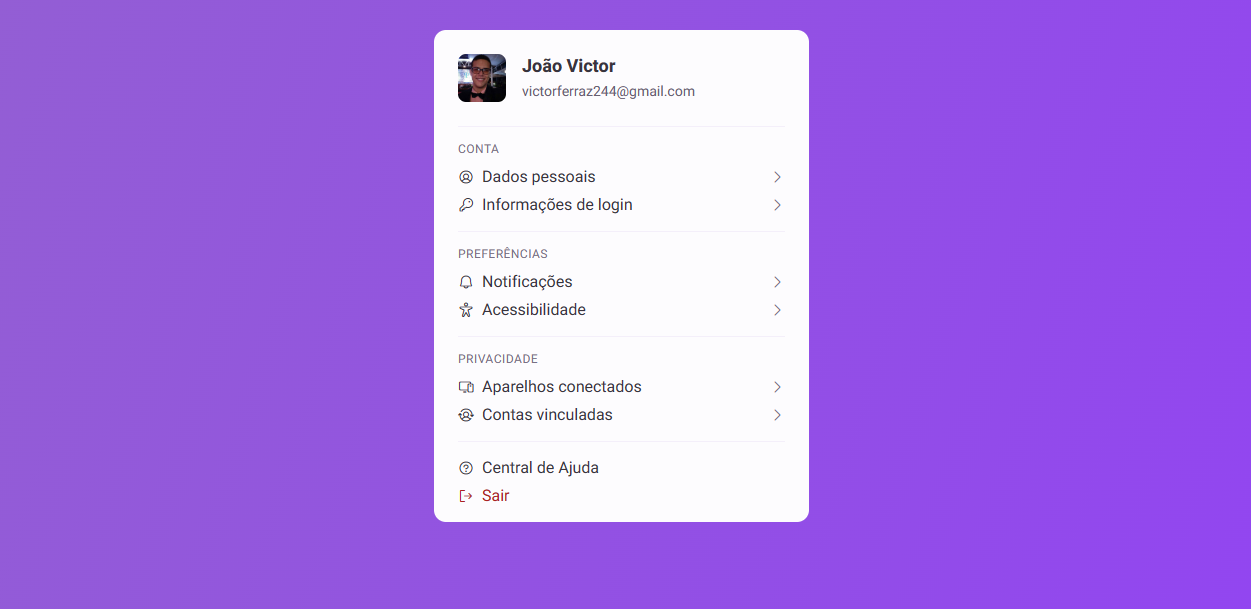 João Victor
victorferraz244@gmail.com
CONTA
Dados pessoais
Informações de login
PREFERÊNCIAS
Notificações
Acessibilidade
PRIVACIDADE
Aparelhos conectados
Contas vinculadas
Central de Ajuda
Sair